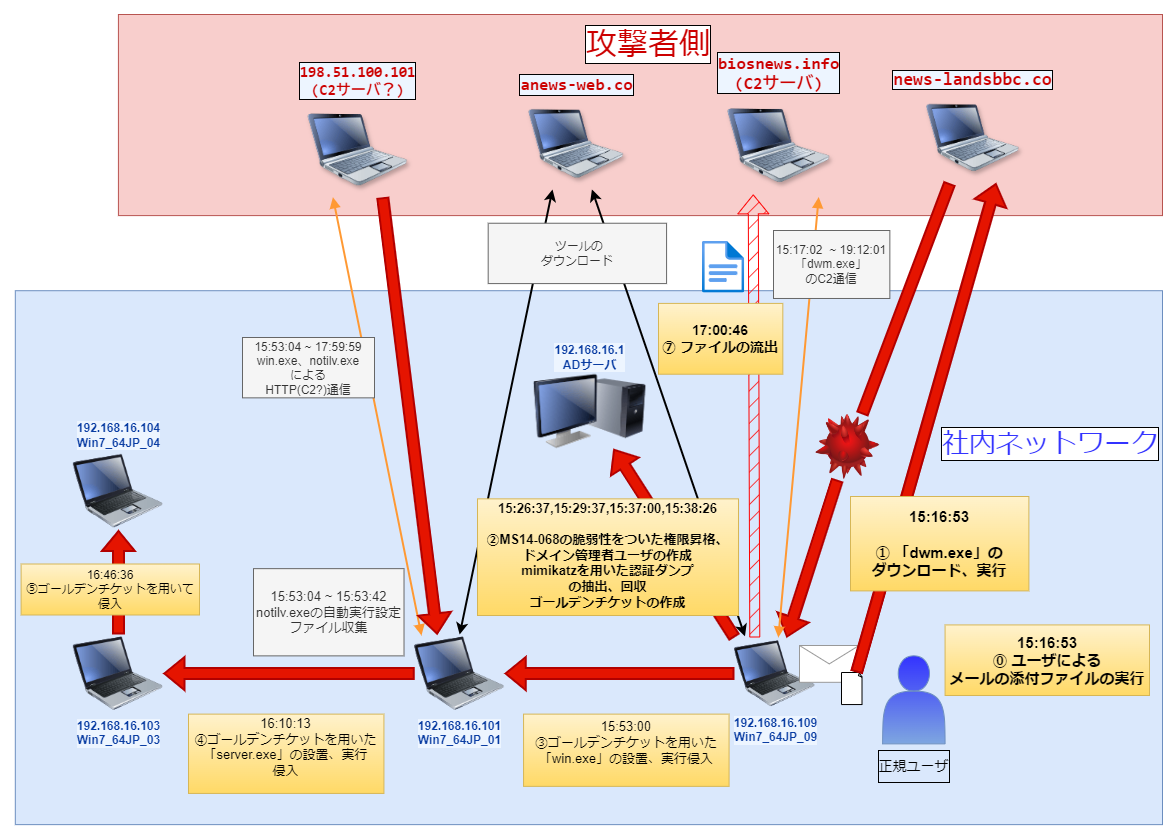 攻撃者側
198.51.100.101
(C2サーバ？)
anews-web.co
biosnews.info
(C2サーバ)
news-landsbbc.co
ツールの
ダウンロード
15:17:02 ～19:12:01
「dwm.exe」
のC2通信
17:00:46
⑦ ファイルの流出
15:53:04 ~ 17:59:59
win.exe、notilv.exe
による
HTTP(C2?)通信
192.168.16.1
ADサーバ
社内ネットワーク
192.168.16.104
Win7_64JP_04
15:26:37,15:29:37,15:37:00,15:38:26
②MS14-068の脆弱性をついた権限昇格、
ドメイン管理者ユーザの作成
mimikatzを用いた認証ダンプ
の抽出、回収
ゴールデンチケットの作成
15:16:53
① 「dwm.exe」の
ダウンロード、実行
16:46:36
⑤ゴールデンチケットを用いて
侵入
15:53:04 ~ 15:53:42
notilv.exeの自動実行設定
ファイル収集
15:16:53
⓪ ユーザによる
メールの添付ファイルの実行
192.168.16.103
Win7_64JP_03
16:10:13
④ゴールデンチケットを用いた
「server.exe」の設置、実行
侵入
192.168.16.101
Win7_64JP_01
15:53:00
③ゴールデンチケットを用いた
「win.exe」の設置、実行侵入
192.168.16.109
Win7_64JP_09
正規ユーザ